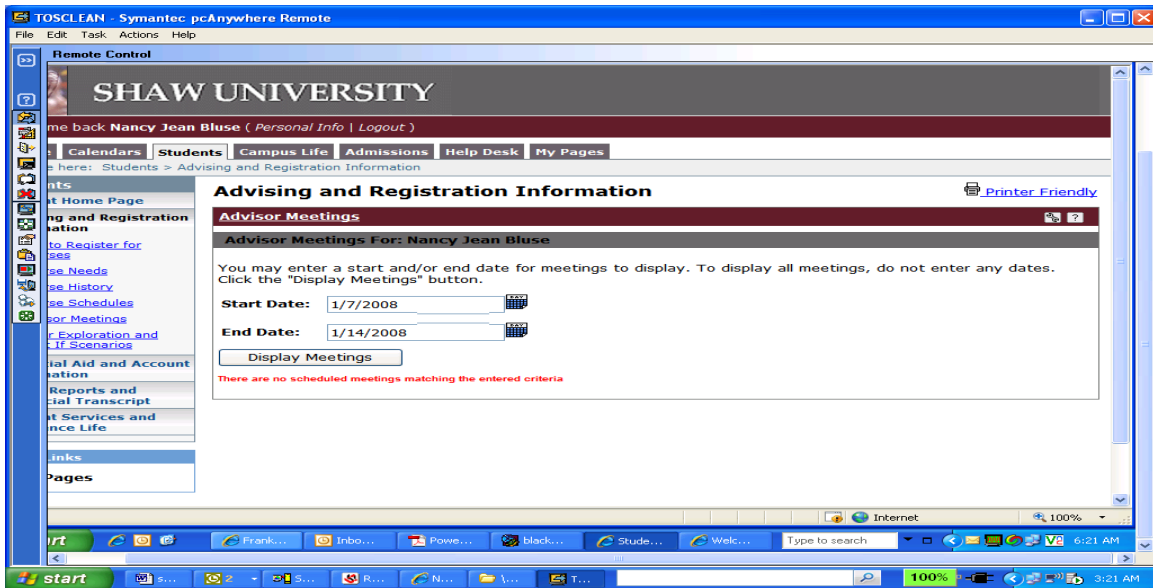 TOSCLEAN - Symantec pcAnywhere Remote
File Edit Task Actions Help
Remote Control
SHAW UNIVERSITY
me back Nancy Jean Bluse ( Personal Info | Logout )
Calendars Students Campus Life Admissions Help Desk My Pages
e here: Students > Advising and Registration Information
nts
t Home Page
ng and Registration
ation
to Register for
ses
se Needs
se History
se Schedules
sor Meetings
r Exploration and
t If Scenarios
ial Aid and Account
ation
Reports and
cial Transcript
t Services and
nce Life
Links
Pages
Advising and Registration Information
Printer Friendly
Advisor Meetings
Advisor Meetings For: Nancy Jean Bluse
You may enter a start and/or end date for meetings to display. To display all meetings, do not enter any dates.
Click the "Display Meetings" button.
Start Date: 1/7/2008
End Date: 1/14/2008
Display Meetings
There are no scheduled meetings matching the entered criteria
Internet 100%
art Frank... Inbo... Powe... black... Stude... Welc... Type to search 6:21 AM
start s... 2 S... R... N... \... T... 100% 3:21 AM